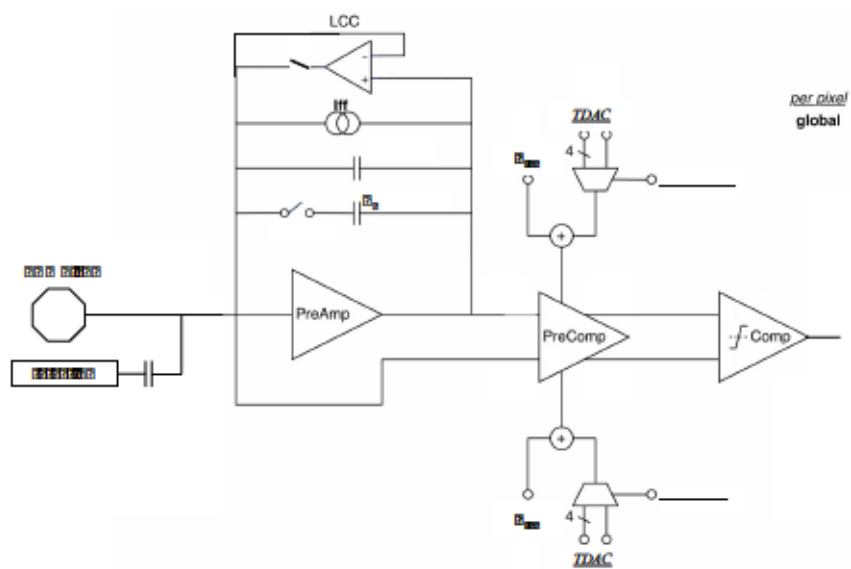 LCC
Iff
per pixel
global
TDAC
4
PreAmp
PreComp
Comp
4
TDAC